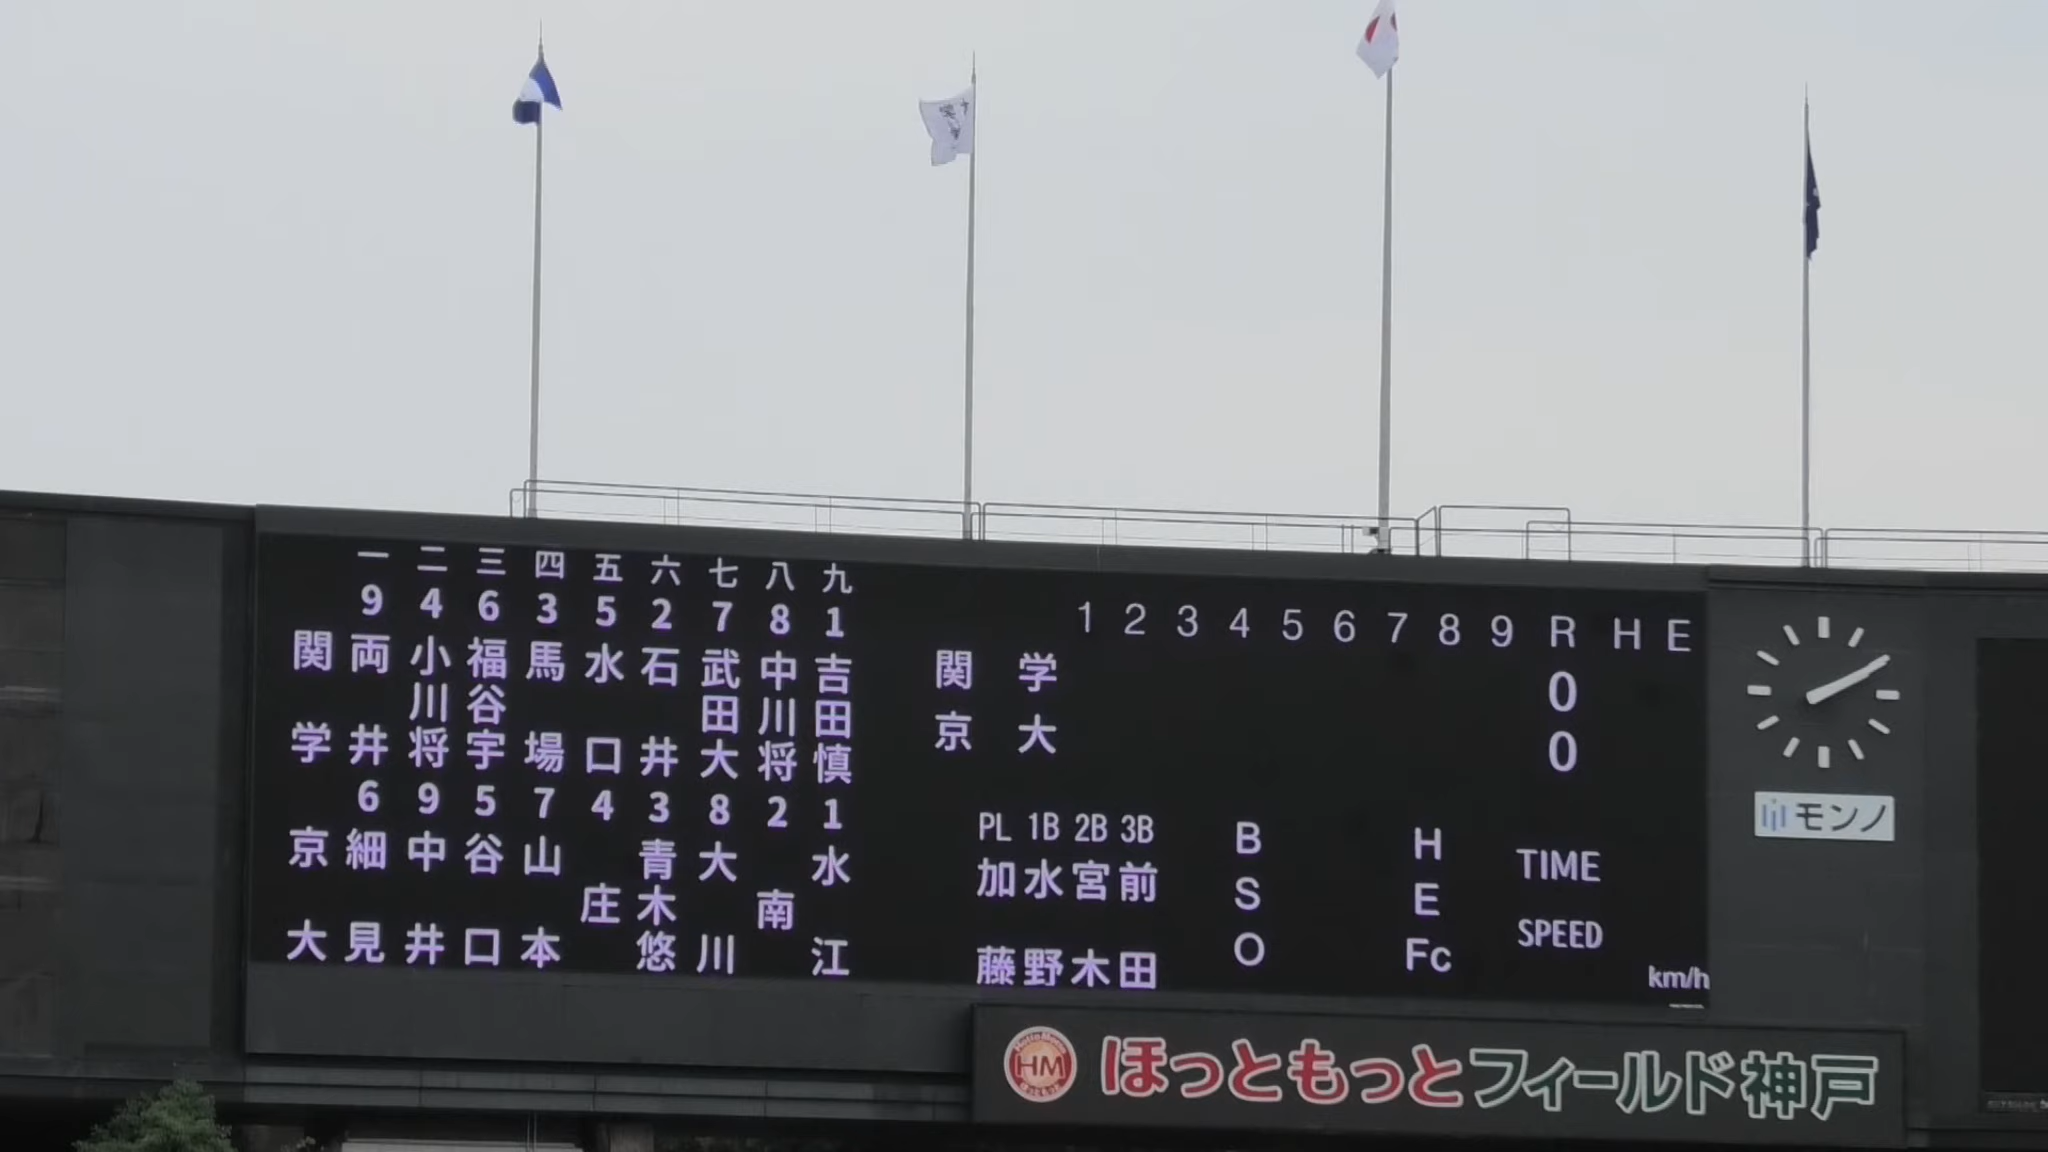 一 二 三 四 五 六 七 八 九
9 4 6 3 5 2 7 8 1
関学 両井 小川将 福谷宇 馬場 水口 石井 武田大 中川将 吉田慎
6 9 5 7 4 3 8 2 1
京大 細見 中井 谷口 山本 庄 青木悠 大川 南 水江
1 2 3 4 5 6 7 8 9 R H E
関学 0
京大 0
PL 1B 2B 3B
加藤 水野 宮木 前田
B
S
O
H
E
Fc
TIME
SPEED
km/h
モンノ
HM
ほっともっとフィールド神戸